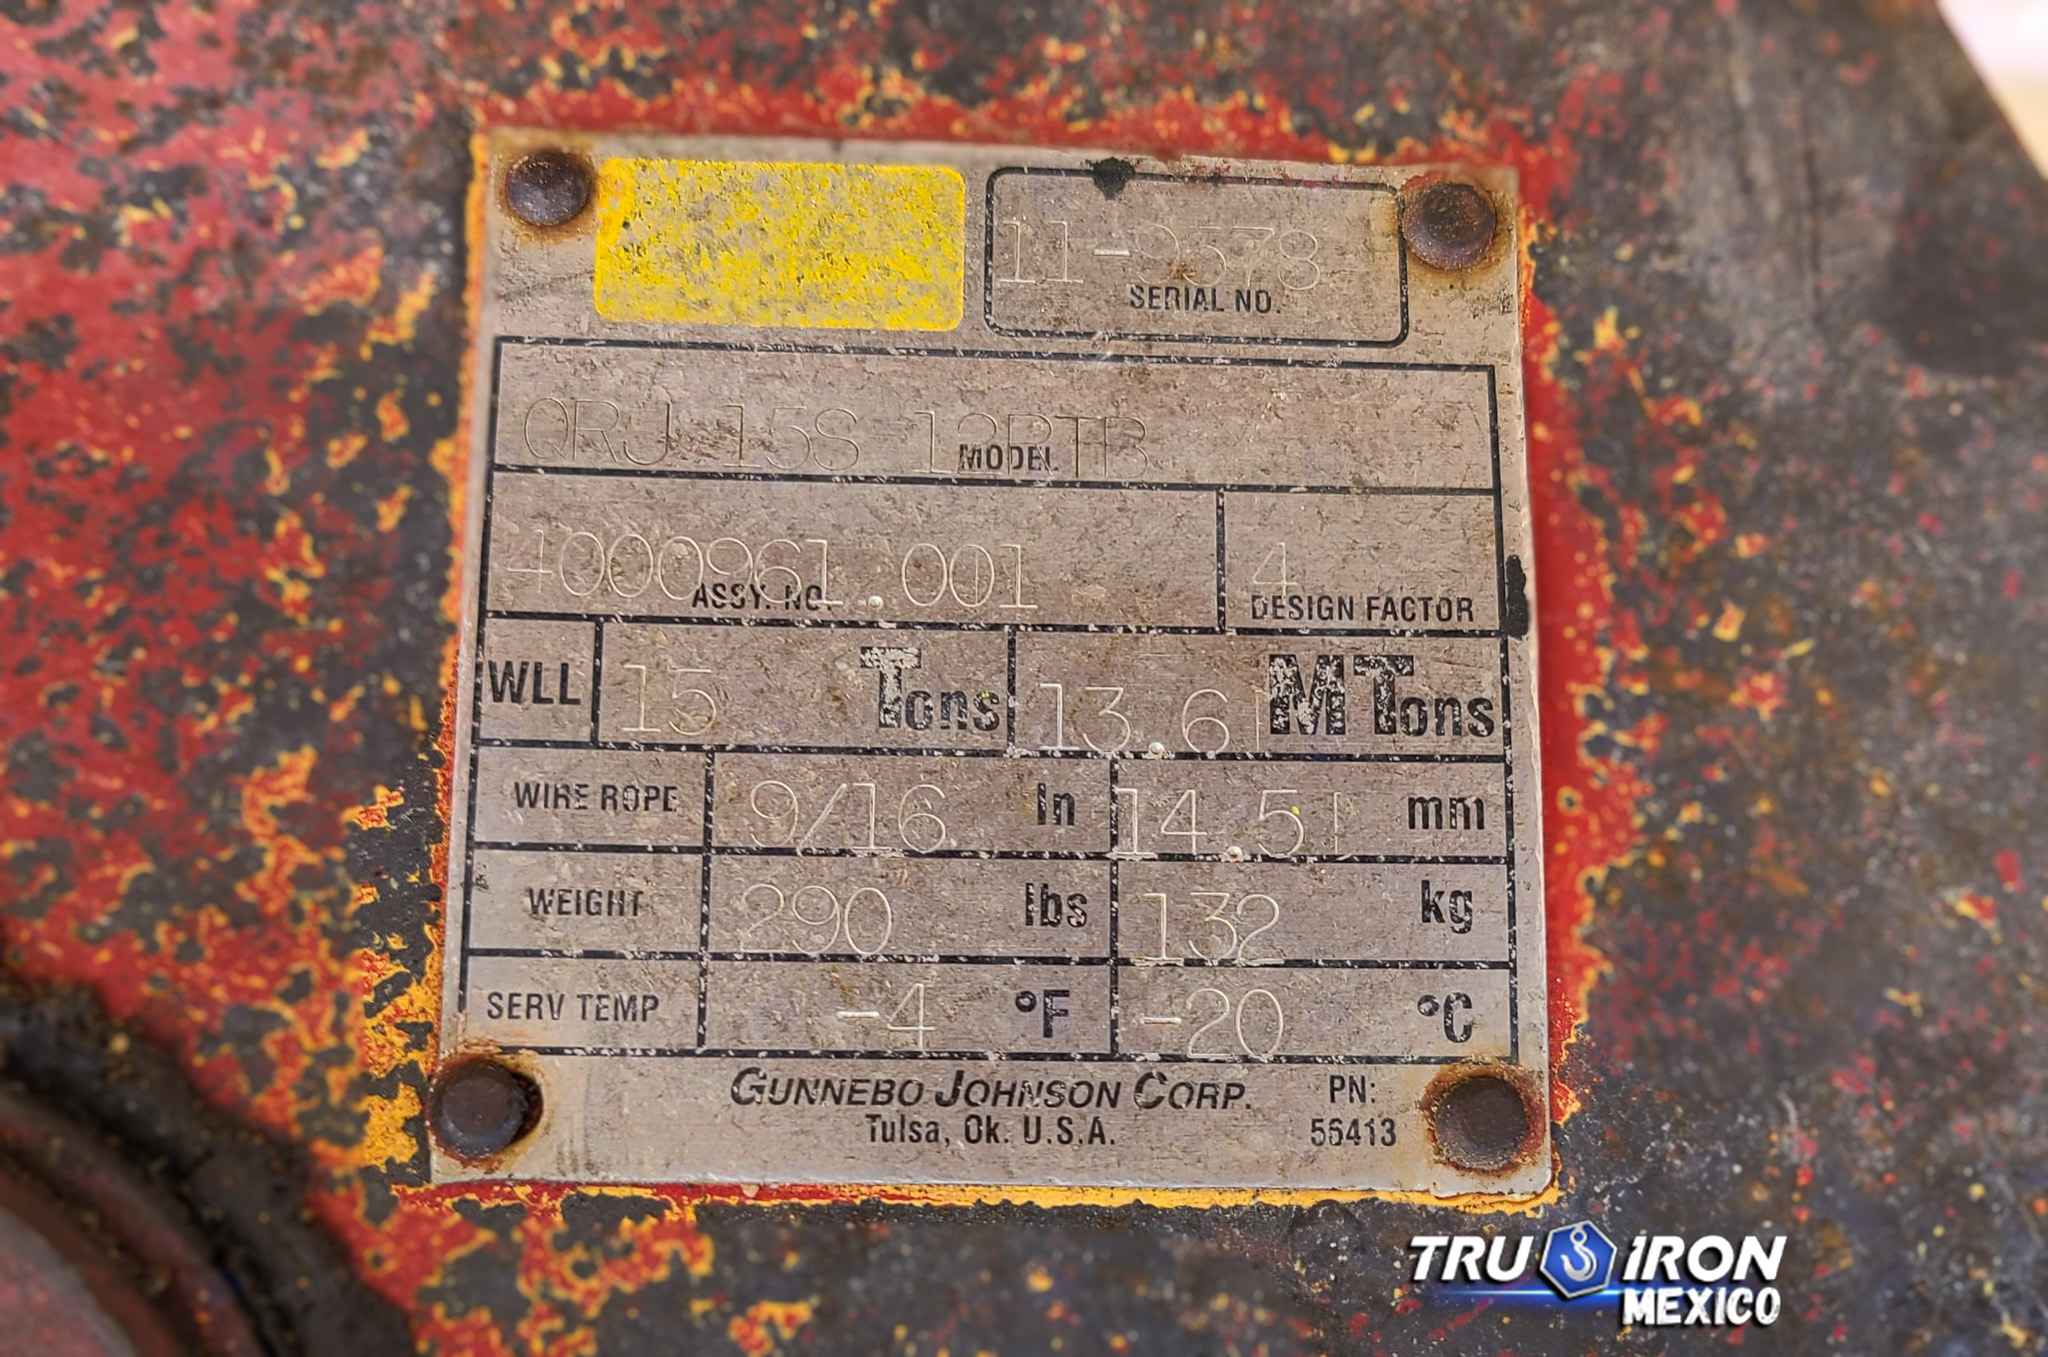 11-9578
SERIAL NO.
QRJ 15S 12BTB
MODEL
4000961.001
ASSY. NO.
4
DESIGN FACTOR
WLL 15 Tons 13.6 MTons
WIRE ROPE 9/16 In 14.5 mm
WEIGHT 290 lbs 132 kg
SERV TEMP -4 °F -20 °C
GUNNEBO JOHNSON CORP. PN:
Tulsa, Ok. U.S.A. 56413
TRU IRON
MEXICO